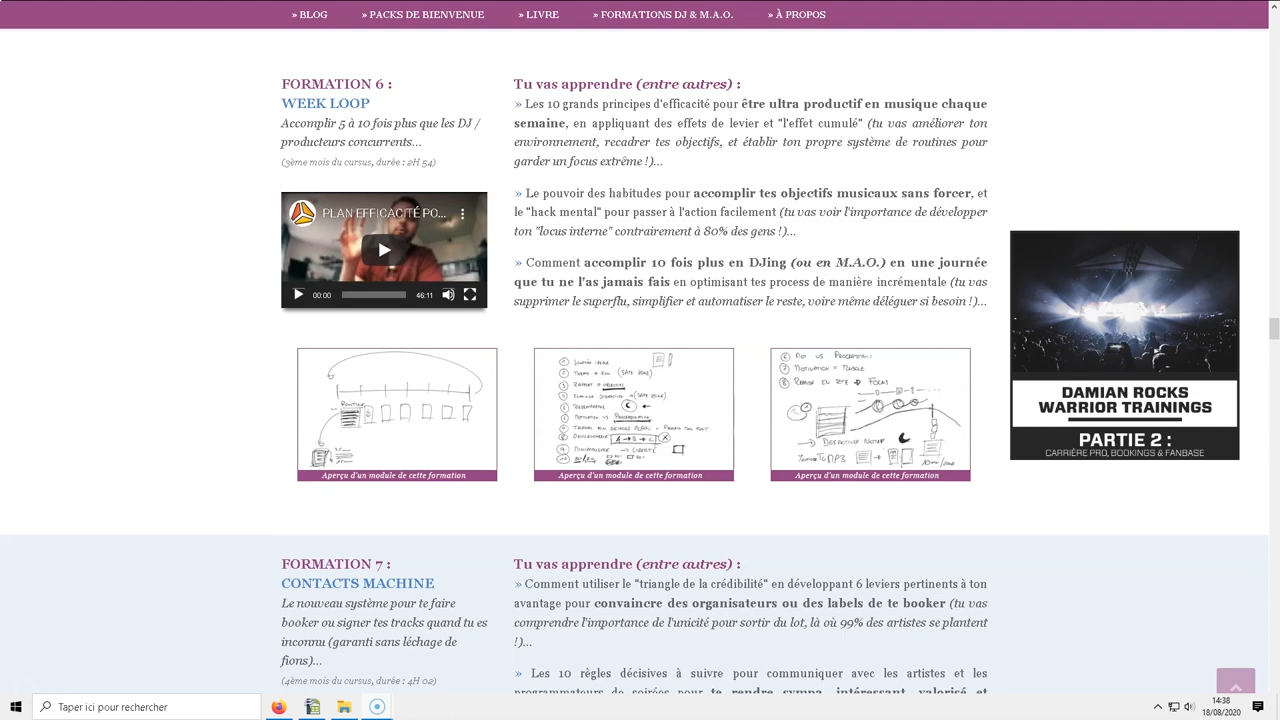 » BLOG » PACKS DE BIENVENUE » LIVRE » FORMATIONS DJ & M.A.O. » À PROPOS
FORMATION 6 :
WEEK LOOP
Accomplir 5 à 10 fois plus que les DJ /
producteurs concurrents...
(3ème mois du cursus, durée : 2H 54)
PLAN EFFICACITÉ PO...
00:00 46:11
Tu vas apprendre (entre autres) :
» Les 10 grands principes d'efficacité pour être ultra productif en musique chaque
semaine, en appliquant des effets de levier et "l'effet cumulé" (tu vas améliorer ton
environnement, recadrer tes objectifs, et établir ton propre système de routines pour
garder un focus extrême !)...
» Le pouvoir des habitudes pour accomplir tes objectifs musicaux sans forcer, et
le "hack mental" pour passer à l'action facilement (tu vas voir l'importance de développer
ton "locus interne" contrairement à 80% des gens !)...
» Comment accomplir 10 fois plus en DJing (ou en M.A.O.) en une journée
que tu ne l'as jamais fais en optimisant tes process de manière incrémentale (tu vas
supprimer le superflu, simplifier et automatiser le reste, voire même déléguer si besoin !)...
DAMIAN ROCKS
WARRIOR TRAININGS
PARTIE 2 :
CARRIÈRE PRO, BOOKINGS & FANBASE
ROUTINE
Aperçu d'un module de cette formation
Aperçu d'un module de cette formation
Aperçu d'un module de cette formation
FORMATION 7 :
CONTACTS MACHINE
Le nouveau système pour te faire
booker ou signer tes tracks quand tu es
inconnu (garanti sans léchage de
fions)...
(4ème mois du cursus, durée : 4H 02)
Tu vas apprendre (entre autres) :
» Comment utiliser le "triangle de la crédibilité" en développant 6 leviers pertinents à ton
avantage pour convaincre des organisateurs ou des labels de te booker (tu vas
comprendre l'importance de l'unicité pour sortir du lot, là où 99% des artistes se plantent
!)...
» Les 10 règles décisives à suivre pour communiquer avec les artistes et les
programmateurs de soirées pour te rendre sympa, intéressant, valorisé et
Taper ici pour rechercher
14:38
18/08/2020